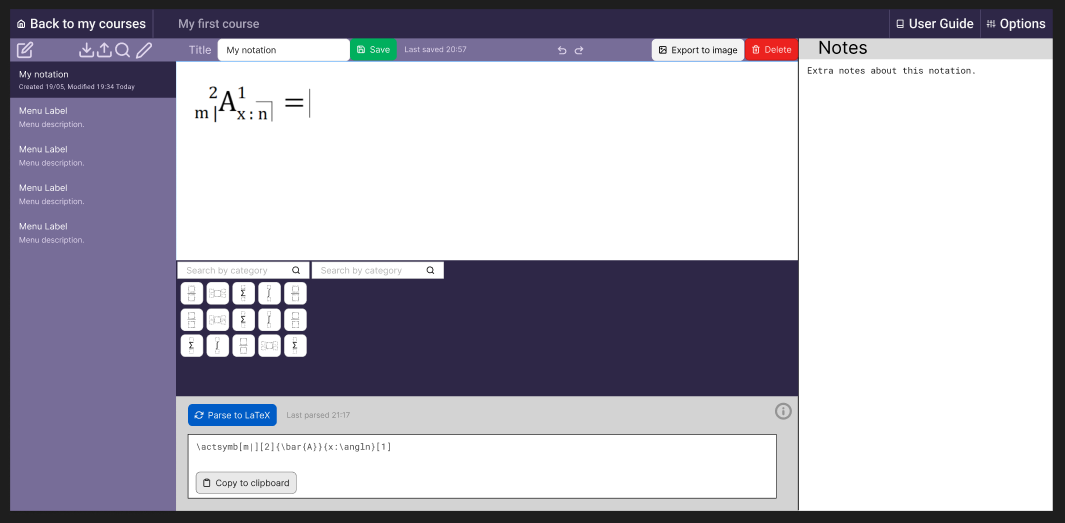 Back to my courses
My first course
User Guide
Options
Title
My notation
Save
Last saved 20:57
Export to image
Delete
Notes
My notation
Created 19/05, Modified 19:34 Today
Menu Label
Menu description.
Menu Label
Menu description.
Menu Label
Menu description.
Menu Label
Menu description.
2 A 1
m | x : n =
Extra notes about this notation.
Search by category
Search by category
Σ ∫
Σ ∫
Σ ∫ Σ
Parse to LaTeX
Last parsed 21:17
\actsymb[m|][2]{\bar{A}}{x:\angln}[1]
Copy to clipboard